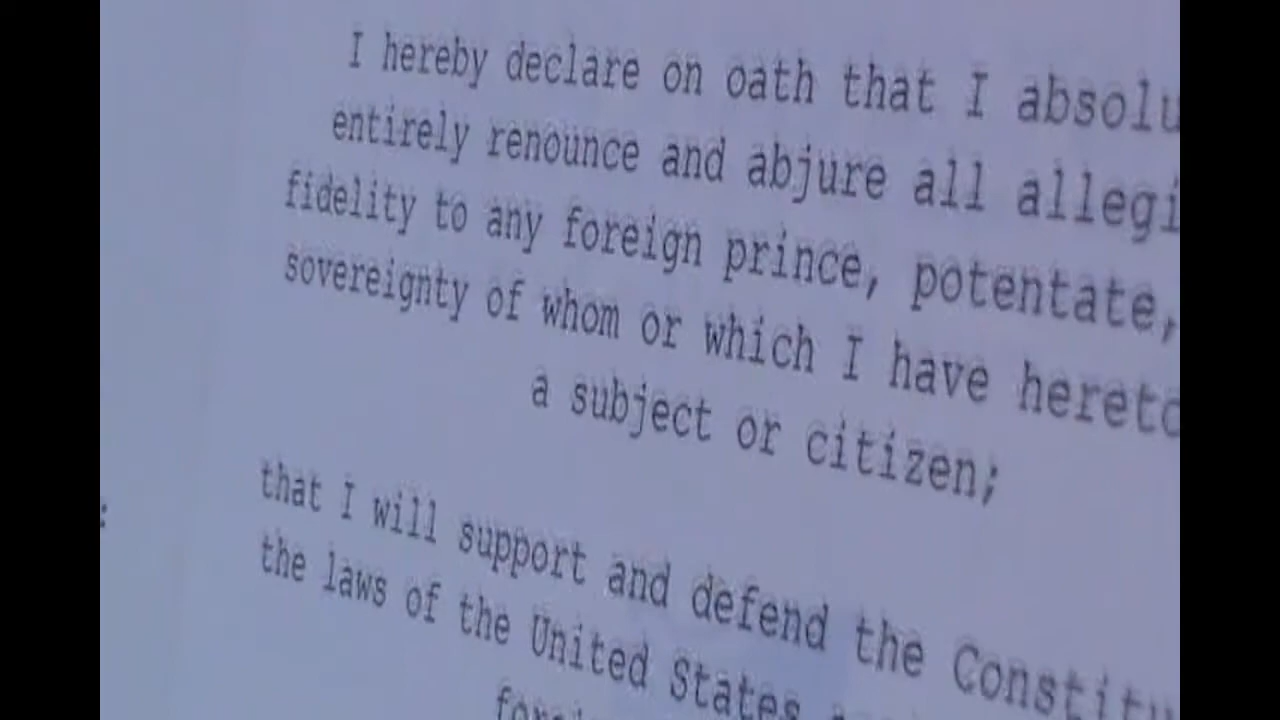 I hereby declare on oath that I absolu
entirely renounce and abjure all allegi
fidelity to any foreign prince, potentate,
sovereignty of whom or which I have hereto
a subject or citizen;
that I will support and defend the Constitu
the laws of the United States